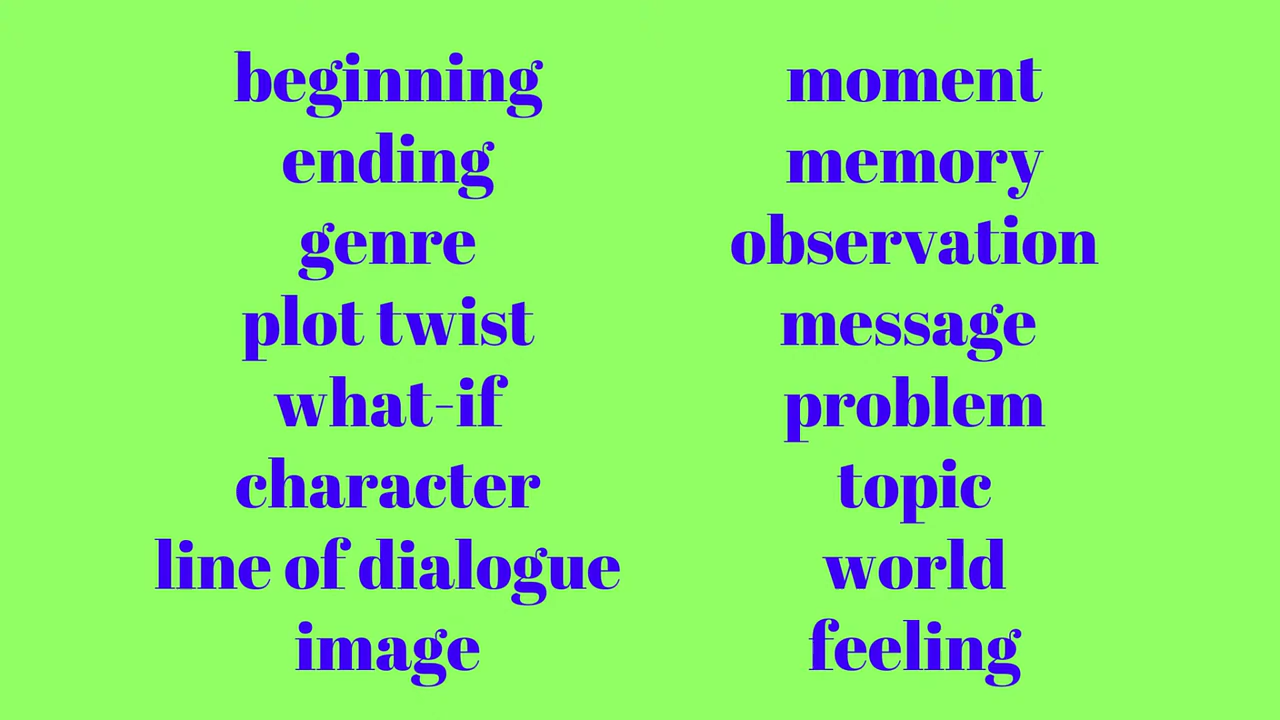 beginning
ending
genre
plot twist
what-if
character
line of dialogue
image
moment
memory
observation
message
problem
topic
world
feeling